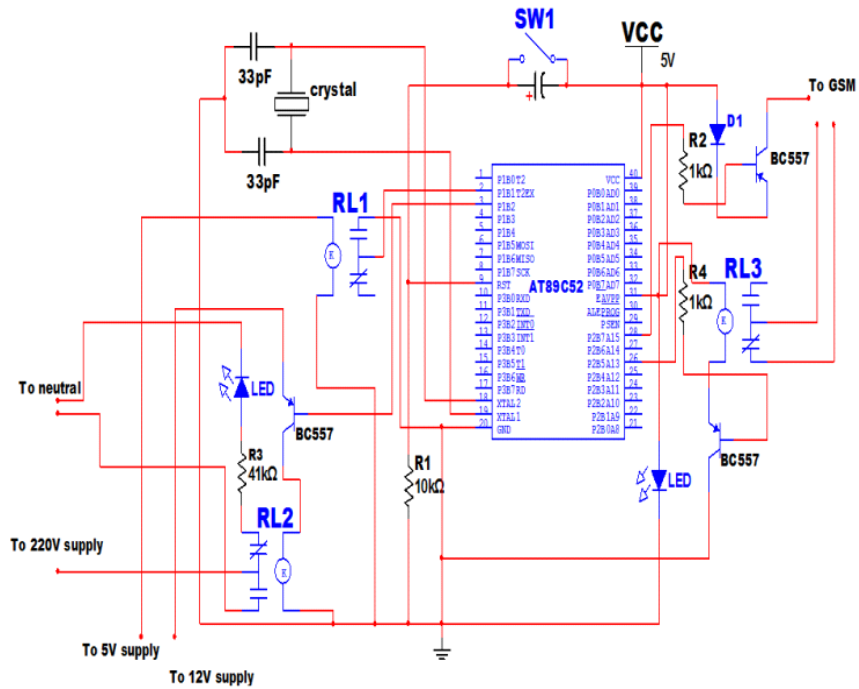 SW1
VCC
5V
To GSM
33pF
crystal
33pF
D1
R2
1kΩ
BC557
RL1
K
1 P1B0T2
2 P1B1T2EX
3 P1B2
4 P1B3
5 P1B4
6 P1B5MOSI
7 P1B6MISO
8 P1B7SCK
9 RST
10 P3B0RXD
11 P3B1TXD
12 P3B2INT0
13 P3B3INT1
14 P3B4T0
15 P3B5T1
16 P3B6WR
17 P3B7RD
18 XTAL2
19 XTAL1
20 GND
AT89C52
VCC 40
P0B0AD0 39
P0B1AD1 38
P0B2AD2 37
P0B3AD3 36
P0B4AD4 35
P0B5AD5 34
P0B6AD6 33
P0B7AD7 32
EAVPP 31
ALEPROG 30
PSEN 29
P2B7A15 28
P2B6A14 27
P2B5A13 26
P2B4A12 25
P2B3A11 24
P2B2A10 23
P2B1A9 22
P2B0A8 21
R4
1kΩ
RL3
K
BC557
LED
To neutral
LED
BC557
R3
41kΩ
R1
10kΩ
RL2
K
To 220V supply
To 5V supply
To 12V supply